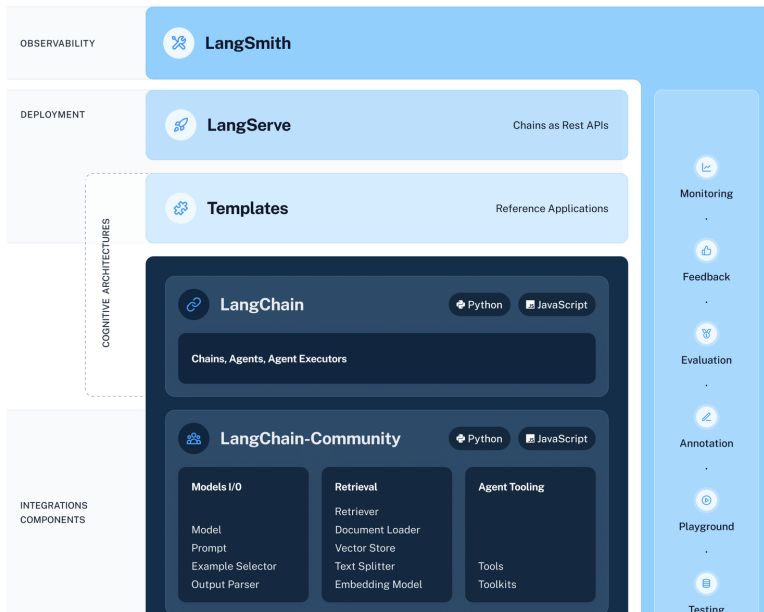 OBSERVABILITY
LangSmith
DEPLOYMENT
LangServe
Chains as Rest APIs
Templates
Reference Applications
COGNITIVE ARCHITECTURES
LangChain
Python
JavaScript
Chains, Agents, Agent Executors
INTEGRATIONS
COMPONENTS
LangChain-Community
Python
JavaScript
Models I/0
Model
Prompt
Example Selector
Output Parser
Retrieval
Retriever
Document Loader
Vector Store
Text Splitter
Embedding Model
Agent Tooling
Tools
Toolkits
Monitoring
.
Feedback
.
Evaluation
.
Annotation
.
Playground
.
Testing